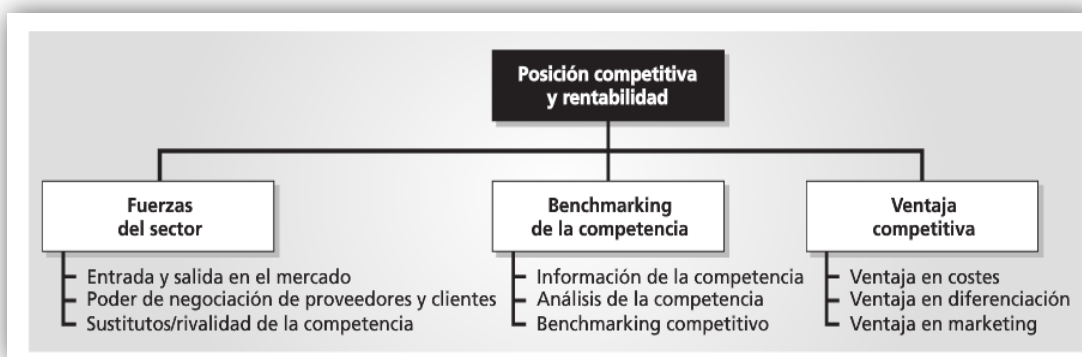 Posición competitiva
y rentabilidad
Fuerzas
del sector
Entrada y salida en el mercado
Poder de negociación de proveedores y clientes
Sustitutos/rivalidad de la competencia
Benchmarking
de la competencia
Información de la competencia
Análisis de la competencia
Benchmarking competitivo
Ventaja
competitiva
Ventaja en costes
Ventaja en diferenciación
Ventaja en marketing